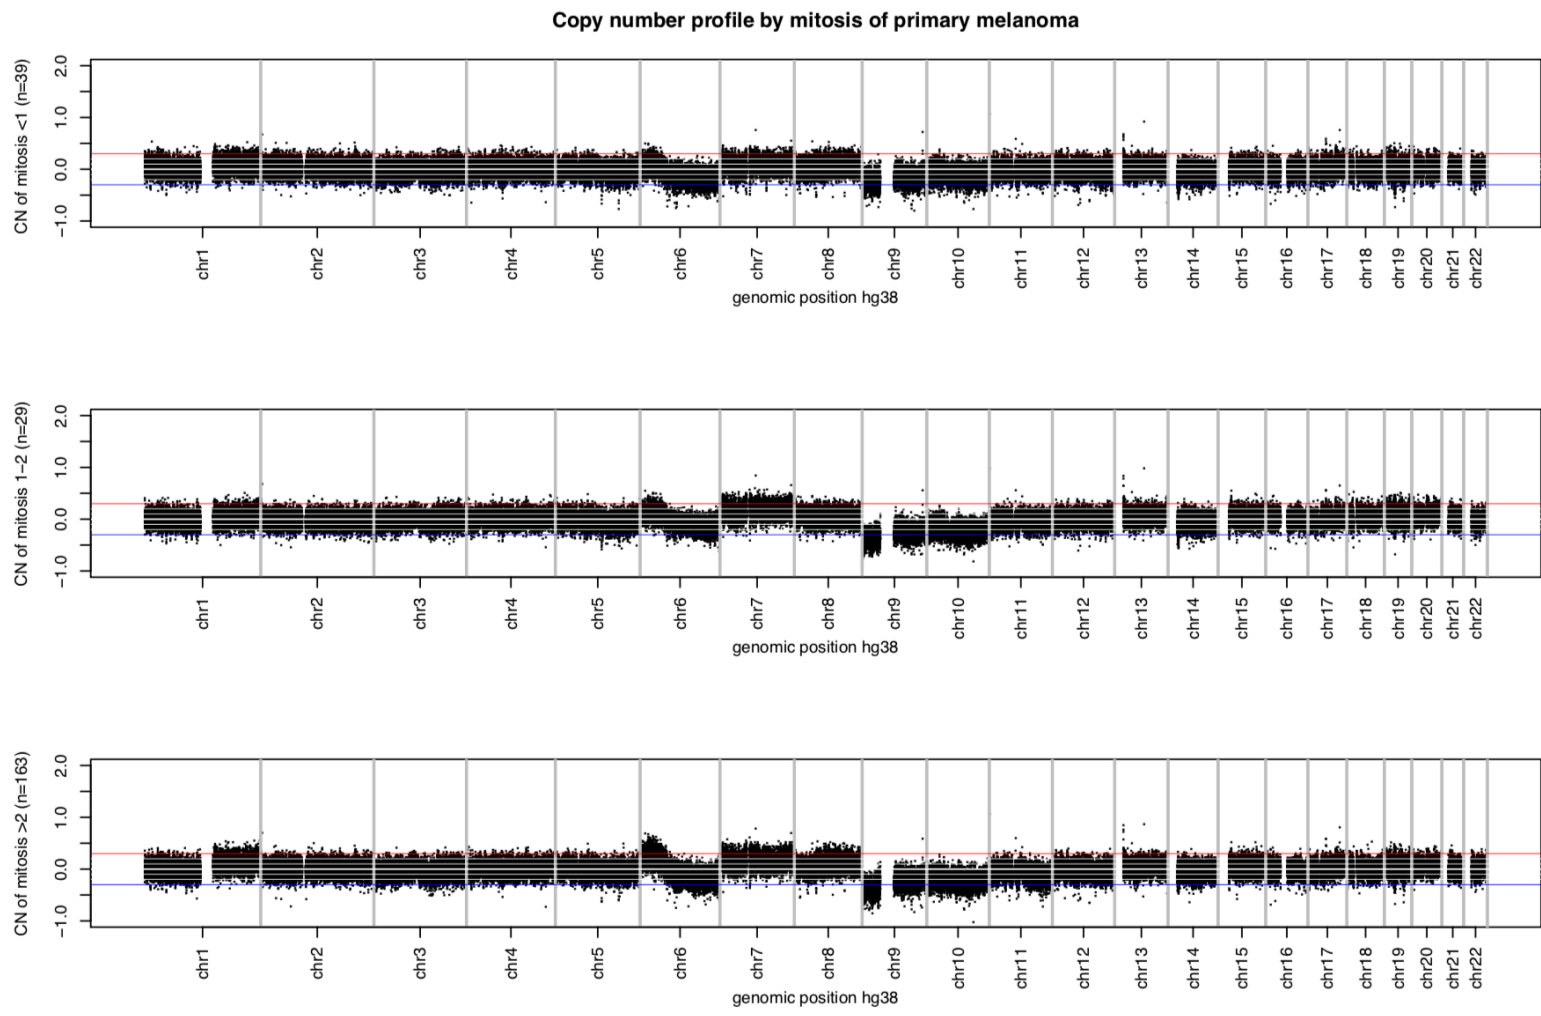 Copy number profile by mitosis of primary melanoma
CN of mitosis <1 (n=39)
2.0
1.0
0.0
−1.0
chr1 chr2 chr3 chr4 chr5 chr6 chr7 chr8 chr9 chr10 chr11 chr12 chr13 chr14 chr15 chr16 chr17 chr18 chr19 chr20 chr21 chr22
genomic position hg38
CN of mitosis 1−2 (n=29)
2.0
1.0
0.0
−1.0
chr1 chr2 chr3 chr4 chr5 chr6 chr7 chr8 chr9 chr10 chr11 chr12 chr13 chr14 chr15 chr16 chr17 chr18 chr19 chr20 chr21 chr22
genomic position hg38
CN of mitosis >2 (n=163)
2.0
1.0
0.0
−1.0
chr1 chr2 chr3 chr4 chr5 chr6 chr7 chr8 chr9 chr10 chr11 chr12 chr13 chr14 chr15 chr16 chr17 chr18 chr19 chr20 chr21 chr22
genomic position hg38